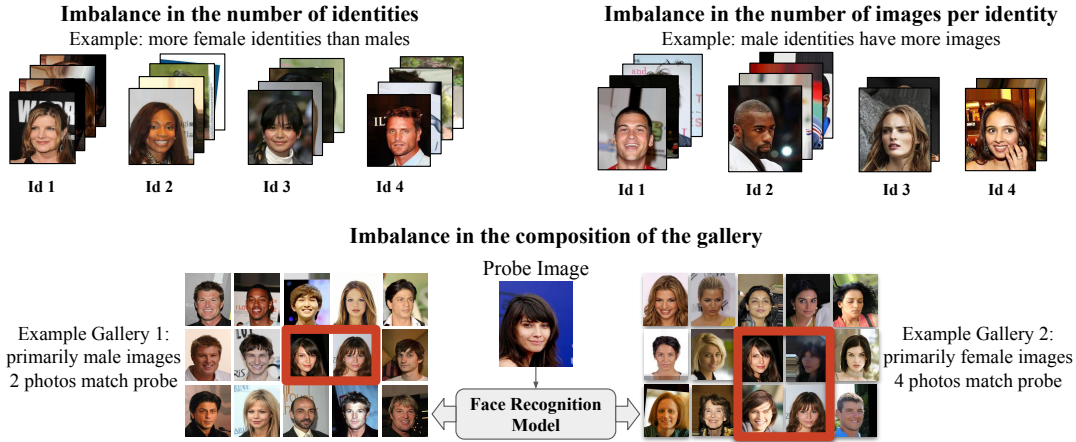 Imbalance in the number of identities
Example: more female identities than males
Id 1
Id 2
Id 3
Id 4
Imbalance in the number of images per identity
Example: male identities have more images
Id 1
Id 2
Id 3
Id 4
Imbalance in the composition of the gallery
Probe Image
Example Gallery 1:
primarily male images
2 photos match probe
Face Recognition
Model
Example Gallery 2:
primarily female images
4 photos match probe